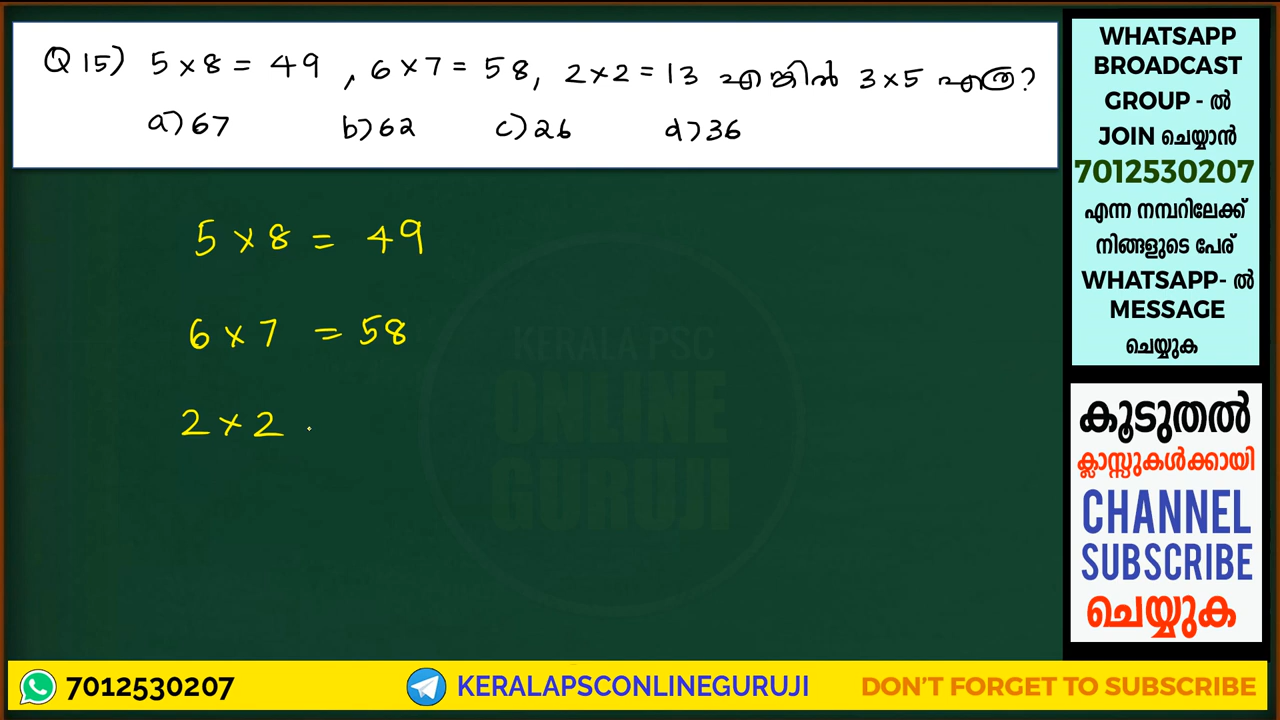 Q 15) 5 × 8 = 49 , 6 × 7 = 58, 2 × 2 = 13 എങ്കിൽ 3 × 5 എത്ര?
a) 67 b) 62 c) 26 d) 36
5 × 8 = 49
6 × 7 = 58
2 × 2
KERALA PSC
ONLINE
GURUJI
WHATSAPP
BROADCAST
GROUP - ൽ
JOIN ചെയ്യാൻ
7012530207
എന്ന നമ്പറിലേക്ക്
നിങ്ങളുടെ പേര്
WHATSAPP- ൽ
MESSAGE
ചെയ്യുക
കൂടുതൽ
ക്ലാസ്സുകൾക്കായി
CHANNEL
SUBSCRIBE
ചെയ്യുക
7012530207 KERALAPSCONLINEGURUJI DON'T FORGET TO SUBSCRIBE